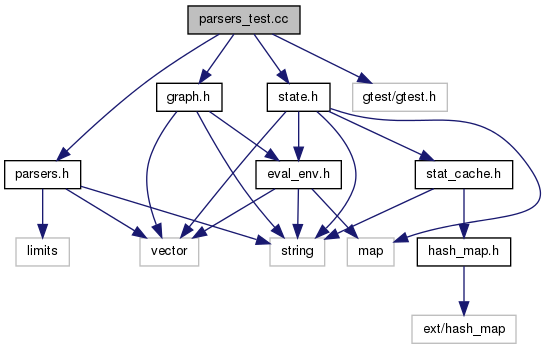 parsers_test.cc
graph.h
state.h
gtest/gtest.h
parsers.h
eval_env.h
stat_cache.h
limits
vector
string
map
hash_map.h
ext/hash_map